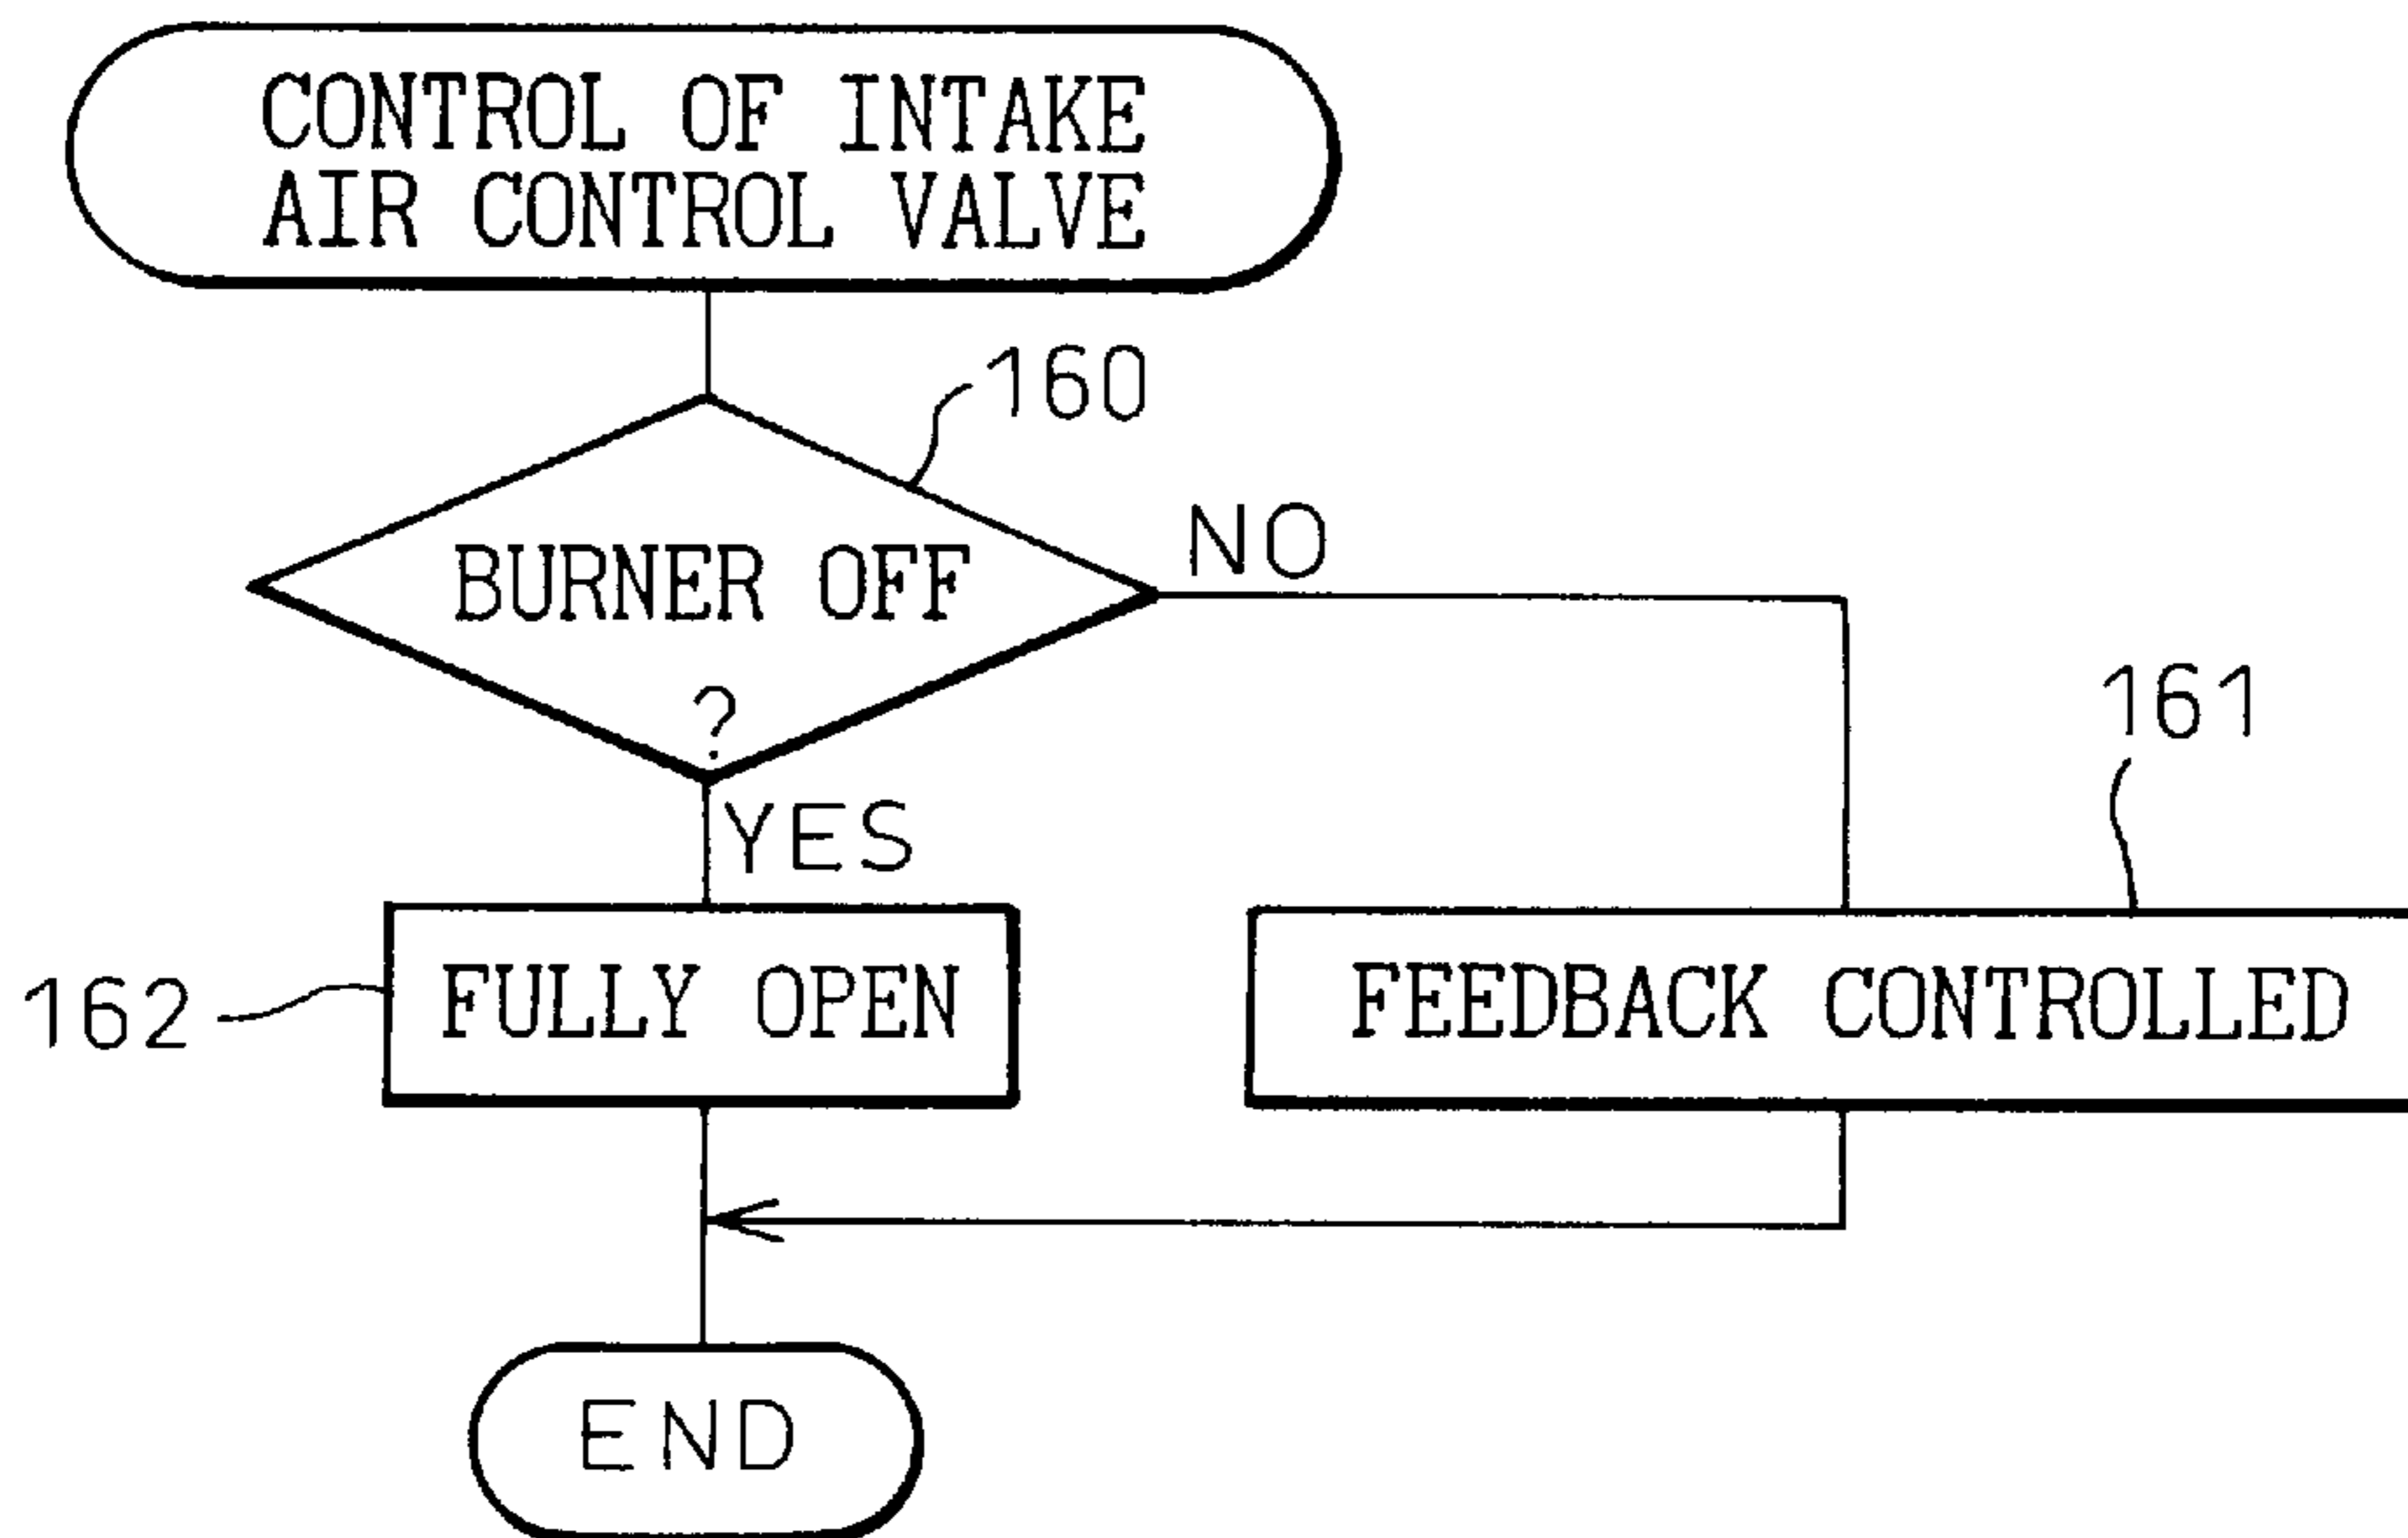 CONTROL OF INTAKE
AIR CONTROL VALVE
160
BURNER OFF
?
NO
YES
161
162
FULLY OPEN
FEEDBACK CONTROLLED
END